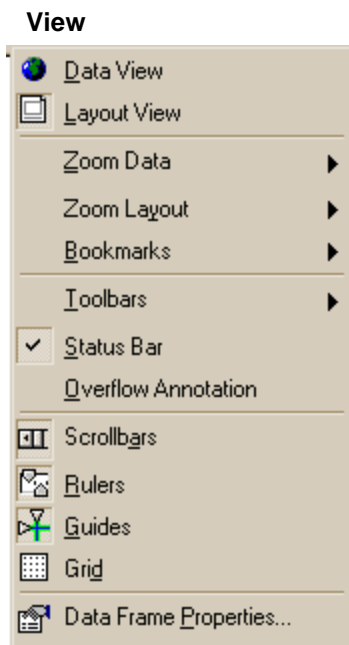 View
Data View
Layout View
Zoom Data
Zoom Layout
Bookmarks
Toolbars
Status Bar
Overflow Annotation
Scrollbars
Rulers
Guides
Grid
Data Frame Properties...